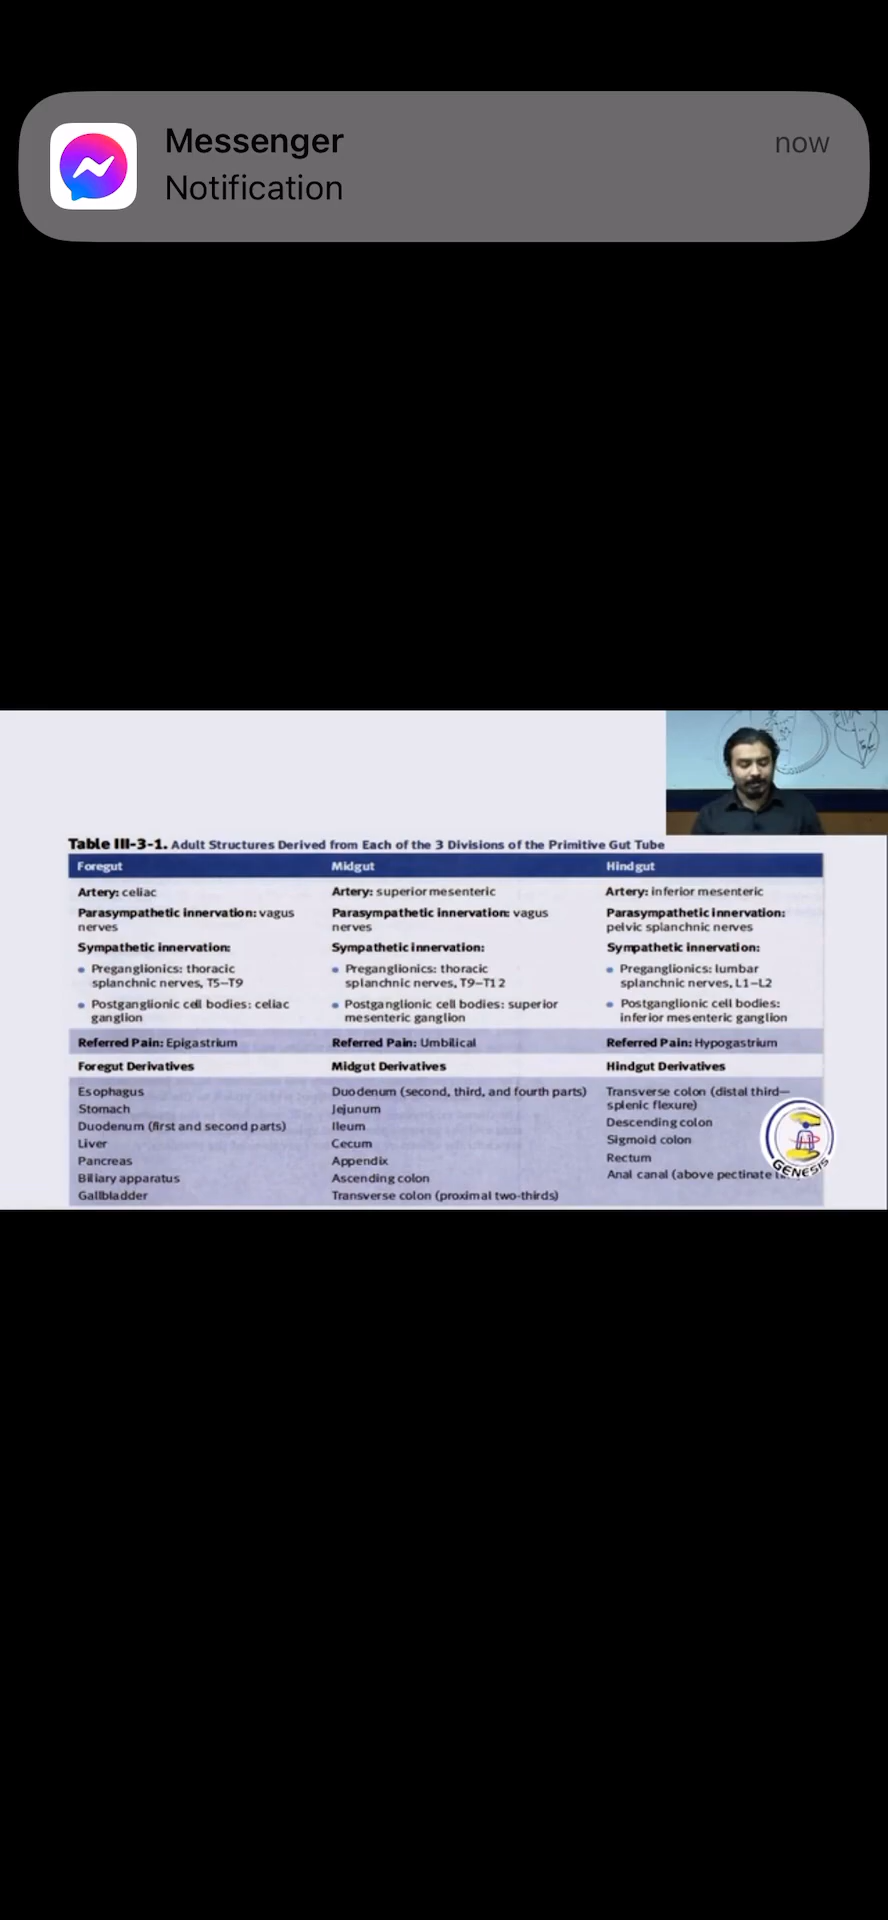 Messenger
now
Notification
Table III-3-1. Adult Structures Derived from Each of the 3 Divisions of the Primitive Gut Tube
Foregut
Midgut
Hindgut
Artery: celiac
Artery: superior mesenteric
Artery: inferior mesenteric
Parasympathetic innervation: vagus
nerves
Parasympathetic innervation: vagus
nerves
Parasympathetic innervation:
pelvic splanchnic nerves
Sympathetic innervation:
Sympathetic innervation:
Sympathetic innervation:
• Preganglionics: thoracic
splanchnic nerves, T5–T9
• Preganglionics: thoracic
splanchnic nerves, T9–T12
• Preganglionics: lumbar
splanchnic nerves, L1–L2
• Postganglionic cell bodies: celiac
ganglion
• Postganglionic cell bodies: superior
mesenteric ganglion
• Postganglionic cell bodies:
inferior mesenteric ganglion
Referred Pain: Epigastrium
Referred Pain: Umbilical
Referred Pain: Hypogastrium
Foregut Derivatives
Midgut Derivatives
Hindgut Derivatives
Esophagus
Stomach
Duodenum (first and second parts)
Liver
Pancreas
Biliary apparatus
Gallbladder
Duodenum (second, third, and fourth parts)
Jejunum
Ileum
Cecum
Appendix
Ascending colon
Transverse colon (proximal two-thirds)
Transverse colon (distal third—
splenic flexure)
Descending colon
Sigmoid colon
Rectum
Anal canal (above pectinate
GENESIS